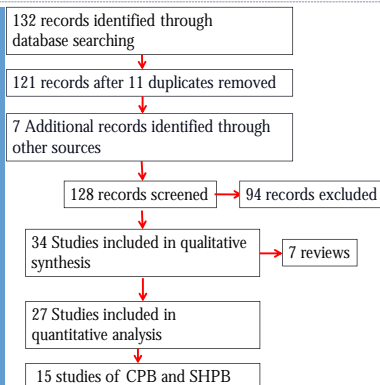 132 records identified through
database searching
121 records after 11 duplicates removed
7 Additional records identified through
other sources
128 records screened
94 records excluded
34 Studies included in qualitative
synthesis
7 reviews
27 Studies included in
quantitative analysis
15 studies of CPB and SHPB